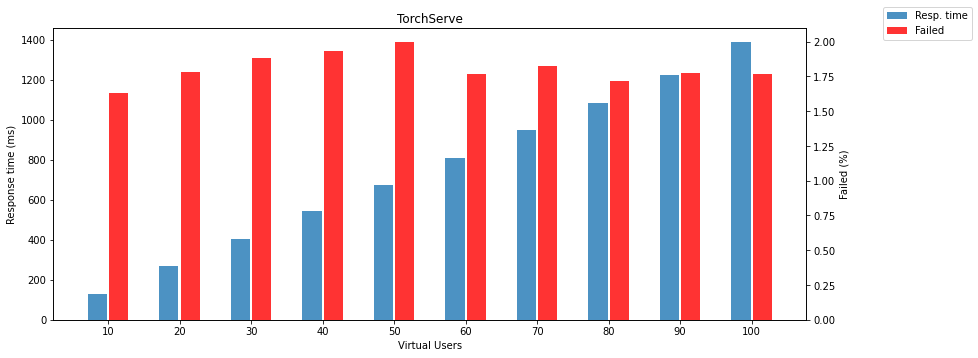 TorchServe
Resp. time
Failed
1400
1200
1000
800
600
400
200
0
Response time (ms)
2.00
1.75
1.50
1.25
1.00
0.75
0.50
0.25
0.00
Failed (%)
10 20 30 40 50 60 70 80 90 100
Virtual Users